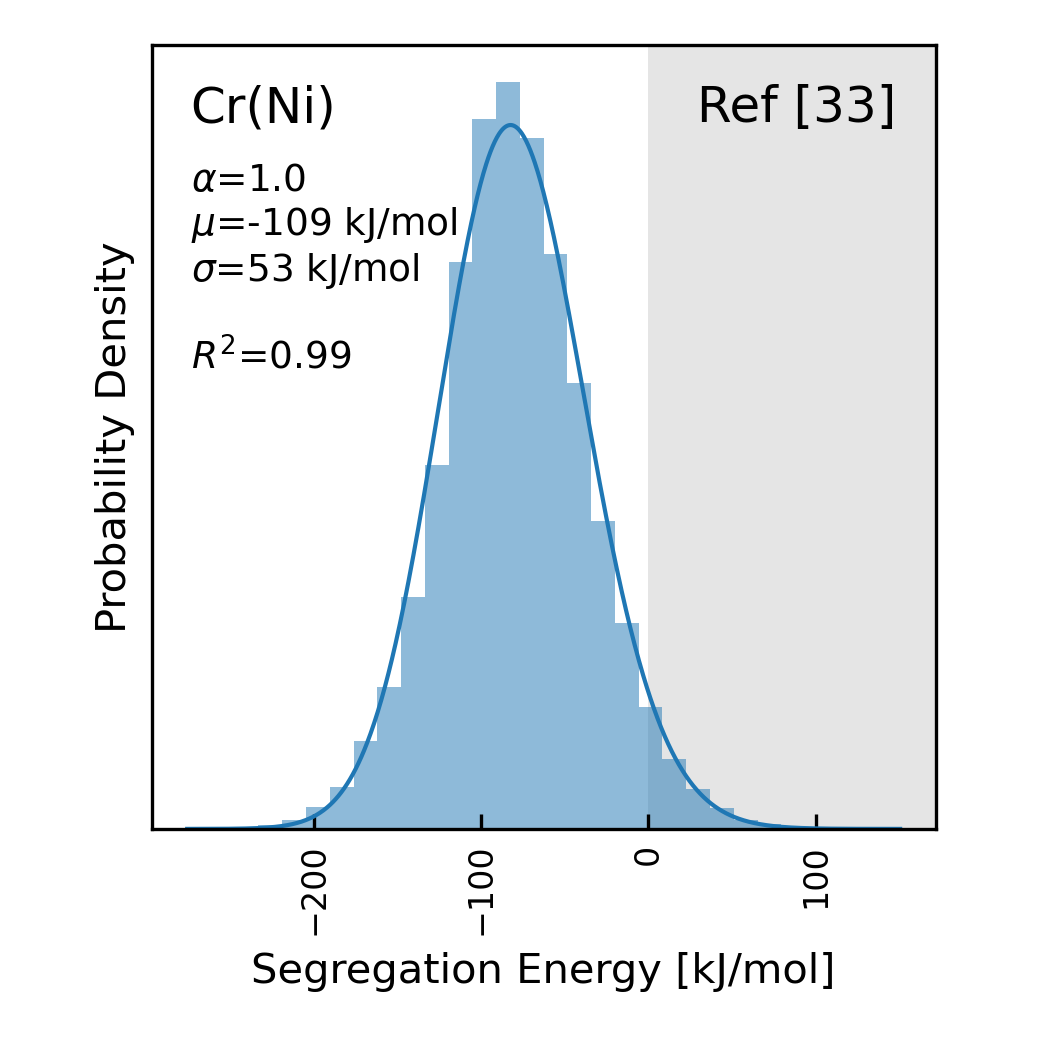 Cr(Ni)
Ref [33]
α=1.0
μ=-109 kJ/mol
σ=53 kJ/mol
R²=0.99
Probability Density
−200
−100
0
100
Segregation Energy [kJ/mol]